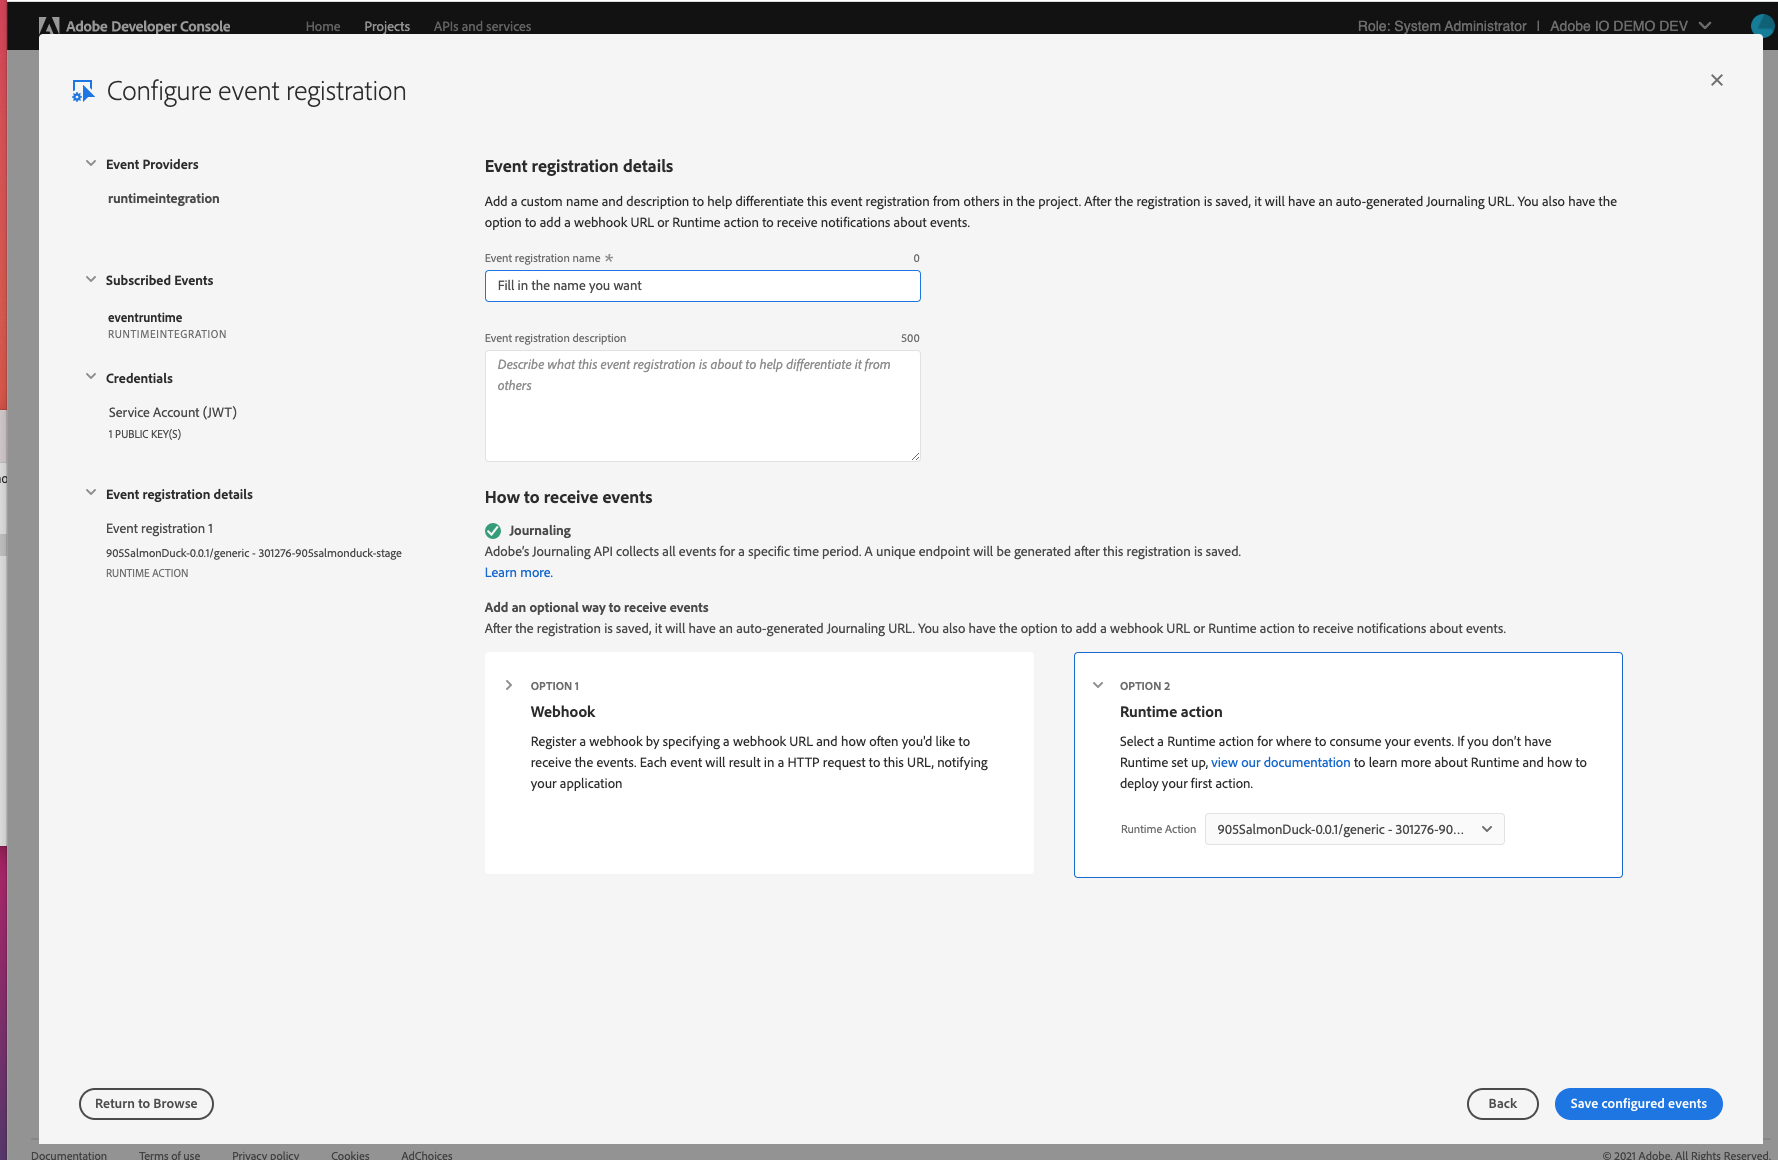 Adobe Developer Console
Home
Projects
APIs and services
Role: System Administrator | Adobe IO DEMO DEV
Configure event registration
Event Providers
runtimeintegration
Subscribed Events
eventruntime
RUNTIMEINTEGRATION
Credentials
Service Account (JWT)
1 PUBLIC KEY(S)
Event registration details
Event registration 1
905SalmonDuck-0.0.1/generic - 301276-905salmonduck-stage
RUNTIME ACTION
Event registration details
Add a custom name and description to help differentiate this event registration from others in the project. After the registration is saved, it will have an auto-generated Journaling URL. You also have the
option to add a webhook URL or Runtime action to receive notifications about events.
Event registration name * 0
Fill in the name you want
Event registration description 500
Describe what this event registration is about to help differentiate it from
others
How to receive events
Journaling
Adobe's Journaling API collects all events for a specific time period. A unique endpoint will be generated after this registration is saved.
Learn more.
Add an optional way to receive events
After the registration is saved, it will have an auto-generated Journaling URL. You also have the option to add a webhook URL or Runtime action to receive notifications about events.
OPTION 1
Webhook
Register a webhook by specifying a webhook URL and how often you'd like to
receive the events. Each event will result in a HTTP request to this URL, notifying
your application
OPTION 2
Runtime action
Select a Runtime action for where to consume your events. If you don't have
Runtime set up, view our documentation to learn more about Runtime and how to
deploy your first action.
Runtime Action 905SalmonDuck-0.0.1/generic - 301276-90...
Return to Browse
Back
Save configured events
Documentation
Terms of use
Privacy policy
Cookies
AdChoices
© 2021 Adobe. All Rights Reserved.